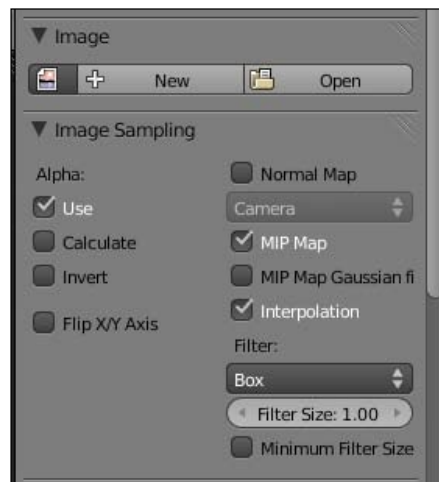 Image
New Open
Image Sampling
Alpha:
Use
Calculate
Invert
Flip X/Y Axis
Normal Map
Camera
MIP Map
MIP Map Gaussian fi
Interpolation
Filter:
Box
Filter Size: 1.00
Minimum Filter Size